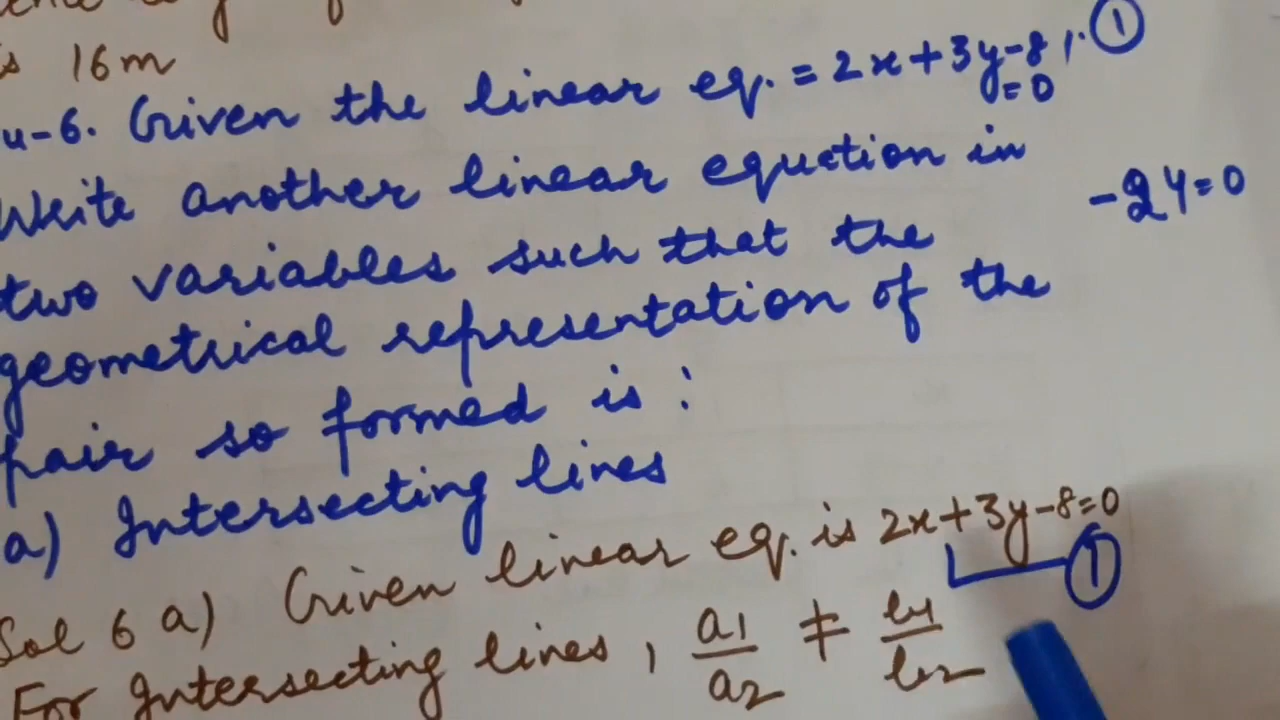 is 16m
u-6. Given the linear eq. = 2x+3y-8, ①
=0
Write another linear equction in
-24=0
two variables such that the
geometrical representation of the
pair so formed is :
a) Intersecting lines
Sol 6 a) Given linear eq. is 2x+3y-8=0
①
For Intersecting lines, a1/a2 ≠ b1/b2